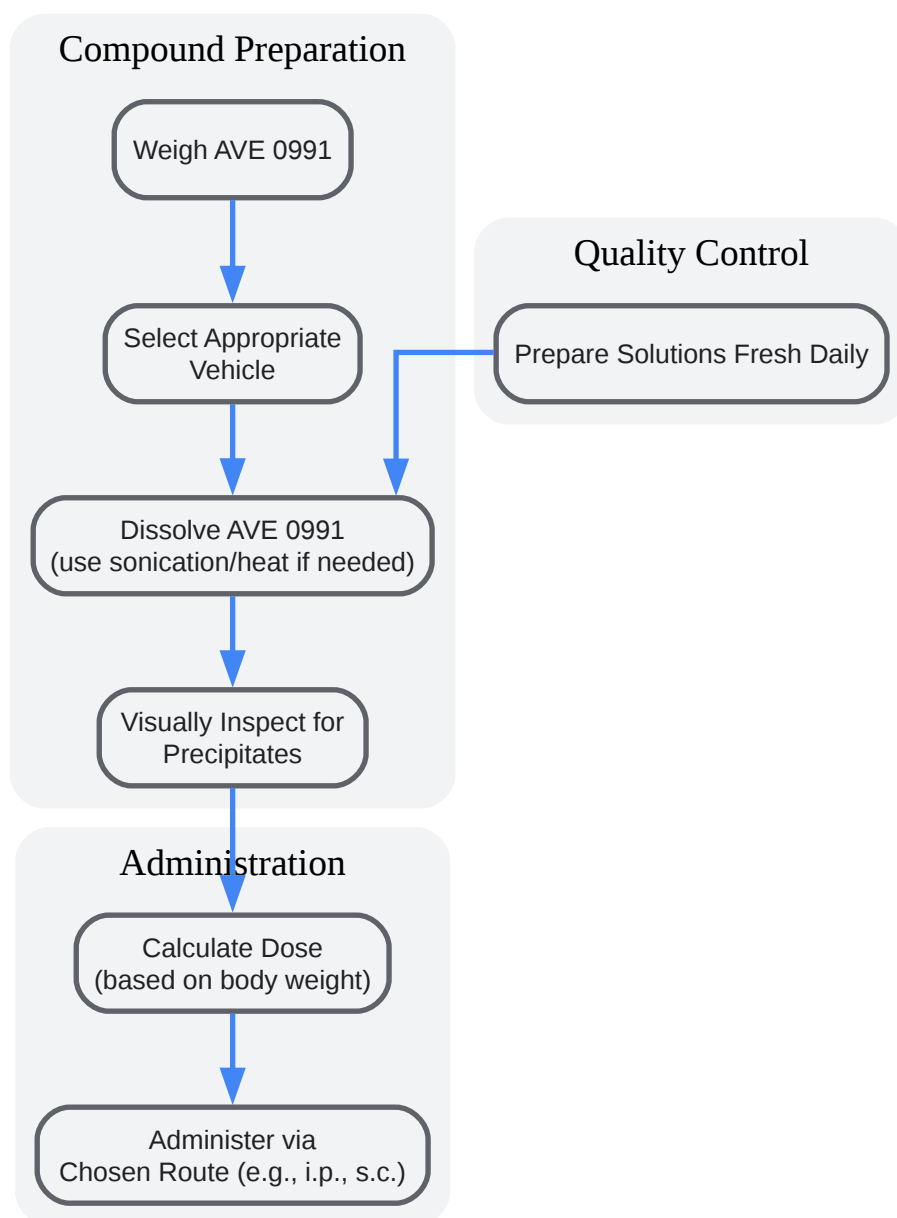 Compound Preparation
Weigh AVE 0991
Quality Control
Select Appropriate
Vehicle
Prepare Solutions Fresh Daily
Dissolve AVE 0991
(use sonication/heat if needed)
Visually Inspect for
Precipitates
Administration
Calculate Dose
(based on body weight)
Administer via
Chosen Route (e.g., i.p., s.c.)